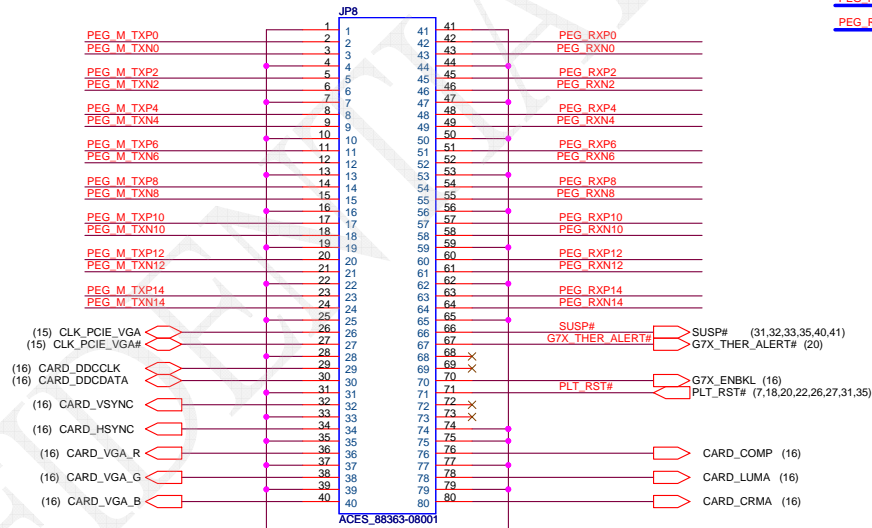 PEG_R
JP8
1 1 41 41
PEG_M_TXP0 2 2 42 42 PEG_RXP0
PEG_M_TXN0 3 3 43 43 PEG_RXN0
4 4 44 44
PEG_M_TXP2 5 5 45 45 PEG_RXP2
PEG_M_TXN2 6 6 46 46 PEG_RXN2
7 7 47 47
PEG_M_TXP4 8 8 48 48 PEG_RXP4
PEG_M_TXN4 9 9 49 49 PEG_RXN4
10 10 50 50
PEG_M_TXP6 11 11 51 51 PEG_RXP6
PEG_M_TXN6 12 12 52 52 PEG_RXN6
13 13 53 53
PEG_M_TXP8 14 14 54 54 PEG_RXP8
PEG_M_TXN8 15 15 55 55 PEG_RXN8
16 16 56 56
PEG_M_TXP10 17 17 57 57 PEG_RXP10
PEG_M_TXN10 18 18 58 58 PEG_RXN10
19 19 59 59
PEG_M_TXP12 20 20 60 60 PEG_RXP12
PEG_M_TXN12 21 21 61 61 PEG_RXN12
22 22 62 62
PEG_M_TXP14 23 23 63 63 PEG_RXP14
PEG_M_TXN14 24 24 64 64 PEG_RXN14
25 25 65 65
(15) CLK_PCIE_VGA 26 26 66 66 SUSP# SUSP# (31,32,33,35,40,41)
(15) CLK_PCIE_VGA# 27 27 67 67 G7X_THER_ALERT# G7X_THER_ALERT# (20)
28 28 68 68
(16) CARD_DDCCLK 29 29 69 69
(16) CARD_DDCDATA 30 30 70 70 G7X_ENBKL (16)
31 31 71 71 PLT_RST# PLT_RST# (7,18,20,22,26,27,31,35)
(16) CARD_VSYNC 32 32 72 72
33 33 73 73
(16) CARD_HSYNC 34 34 74 74
35 35 75 75
(16) CARD_VGA_R 36 36 76 76 CARD_COMP (16)
37 37 77 77
(16) CARD_VGA_G 38 38 78 78 CARD_LUMA (16)
39 39 79 79
(16) CARD_VGA_B 40 40 80 80 CARD_CRMA (16)
ACES_88363-08001